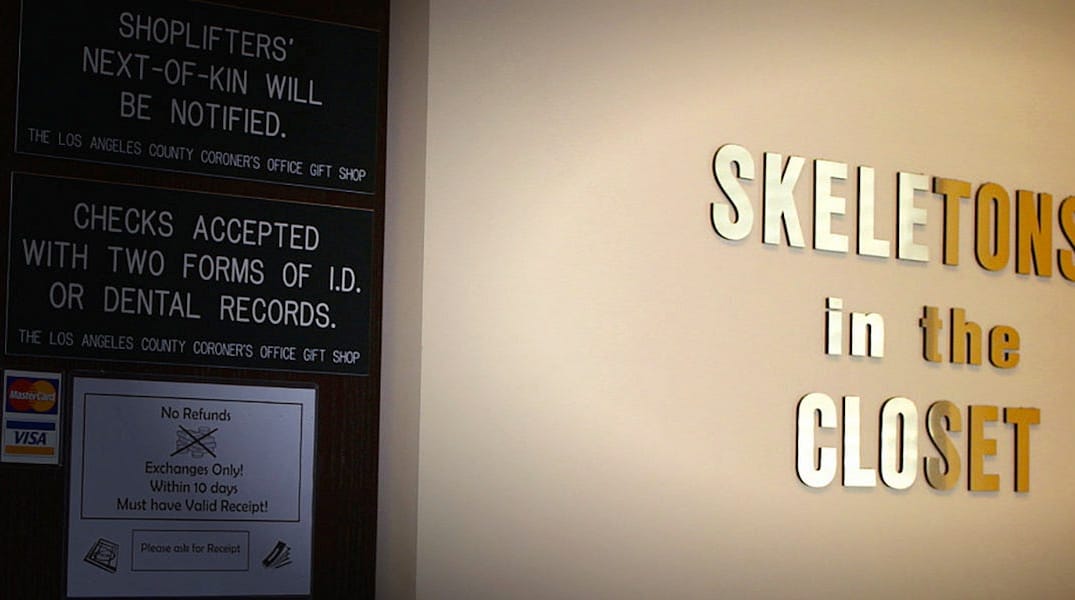 SHOPLIFTERS'
NEXT-OF-KIN WILL
BE NOTIFIED.
THE LOS ANGELES COUNTY CORONER'S OFFICE GIFT SHOP
CHECKS ACCEPTED
WITH TWO FORMS OF I.D.
OR DENTAL RECORDS.
THE LOS ANGELES COUNTY CORONER'S OFFICE GIFT SHOP
MasterCard
VISA
No Refunds
Exchanges Only!
Within 10 days
Must have Valid Receipt!
Please ask for Receipt
SKELETONS
in the
CLOSET